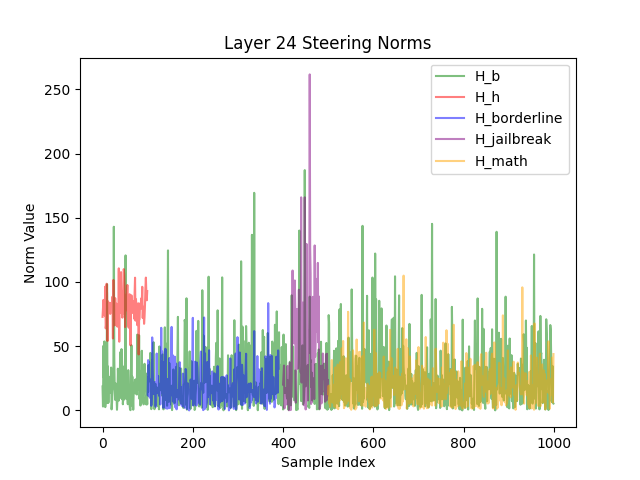 Layer 24 Steering Norms
H_b
H_h
H_borderline
H_jailbreak
H_math
Norm Value
250
200
150
100
50
0
0 200 400 600 800 1000
Sample Index